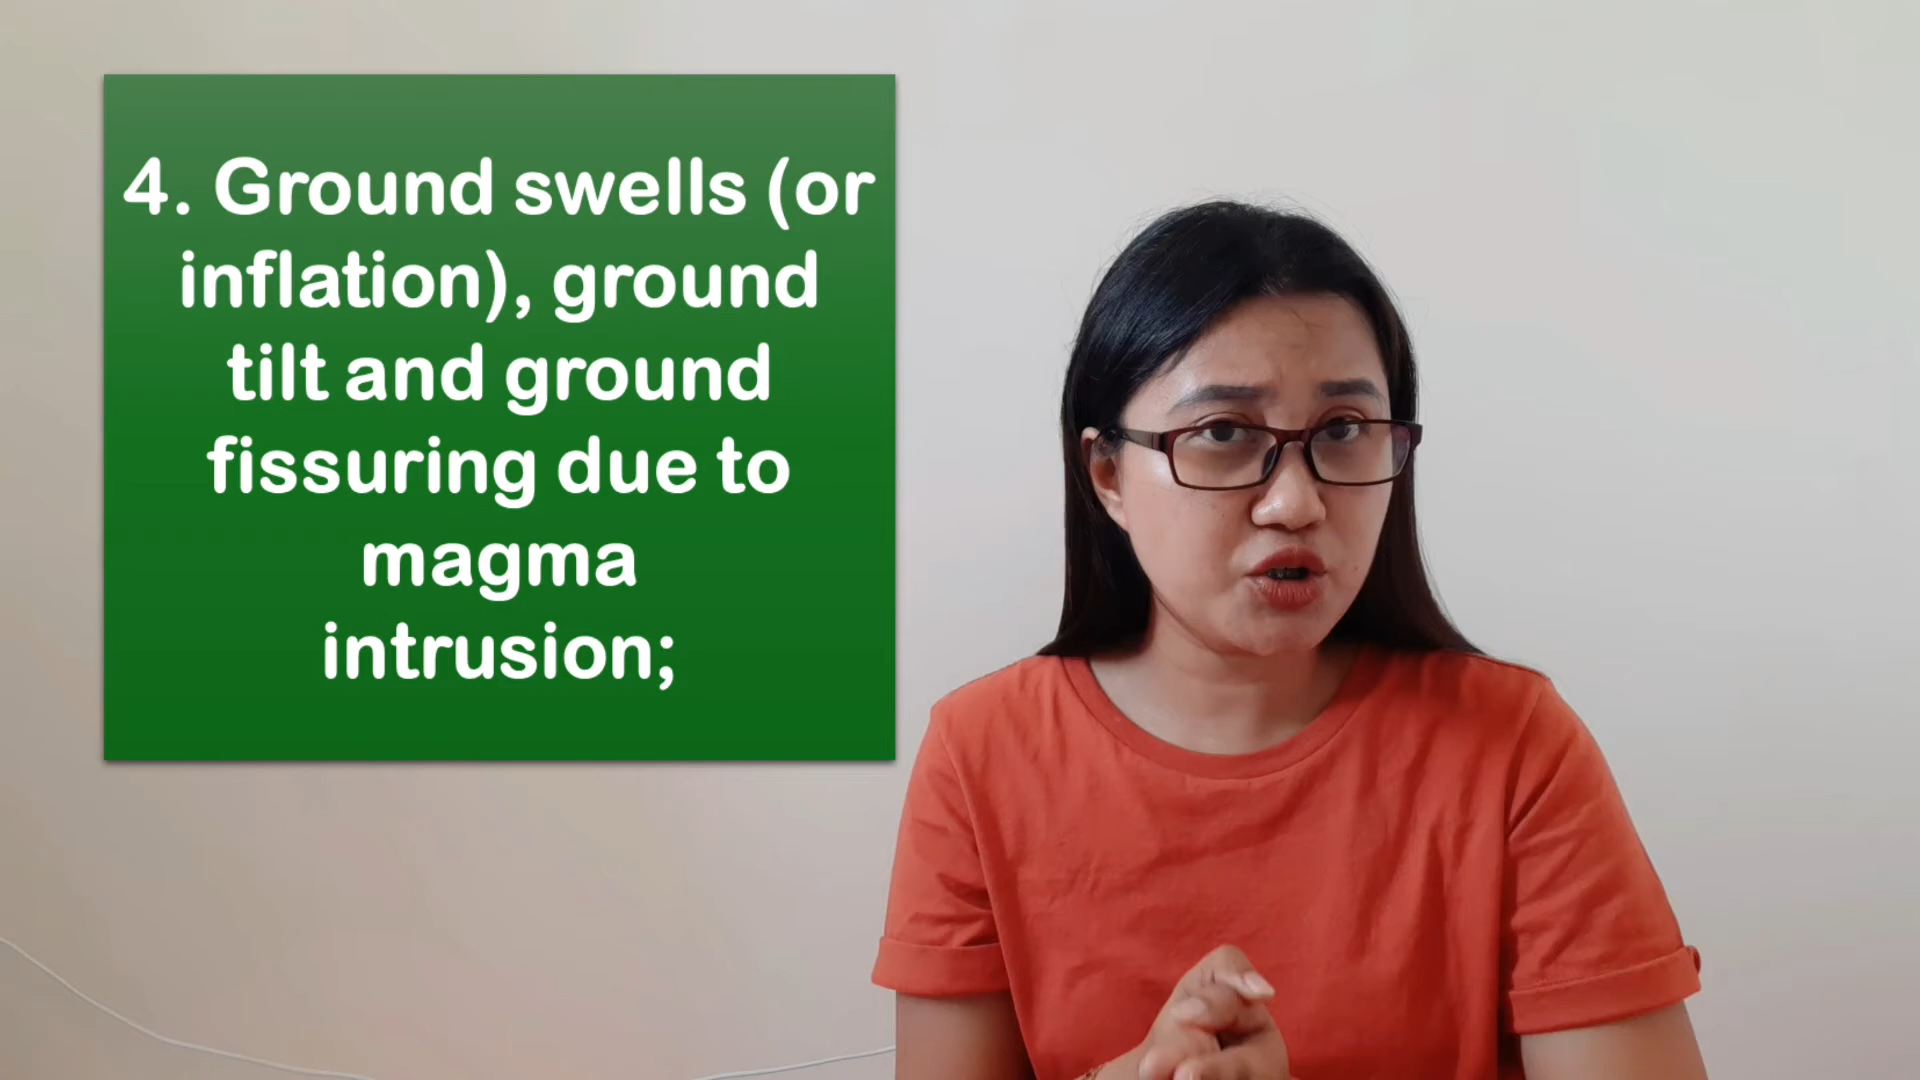 4. Ground swells (or
inflation), ground
tilt and ground
fissuring due to
magma
intrusion;